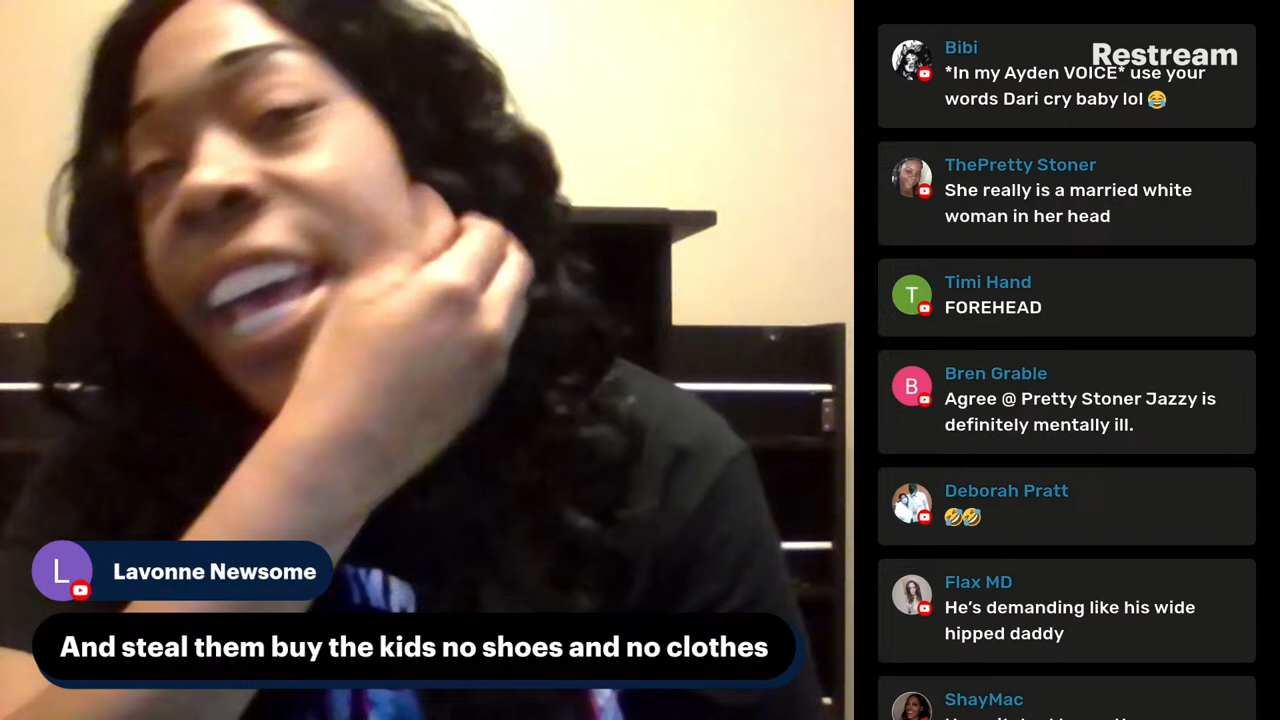 Restream
Bibi
*In my Ayden VOICE* use your
words Dari cry baby lol 😂
ThePretty Stoner
She really is a married white
woman in her head
T
Timi Hand
FOREHEAD
B
Bren Grable
Agree @ Pretty Stoner Jazzy is
definitely mentally ill.
Deborah Pratt
🤣🤣
Flax MD
He's demanding like his wide
hipped daddy
ShayMac
L
Lavonne Newsome
And steal them buy the kids no shoes and no clothes